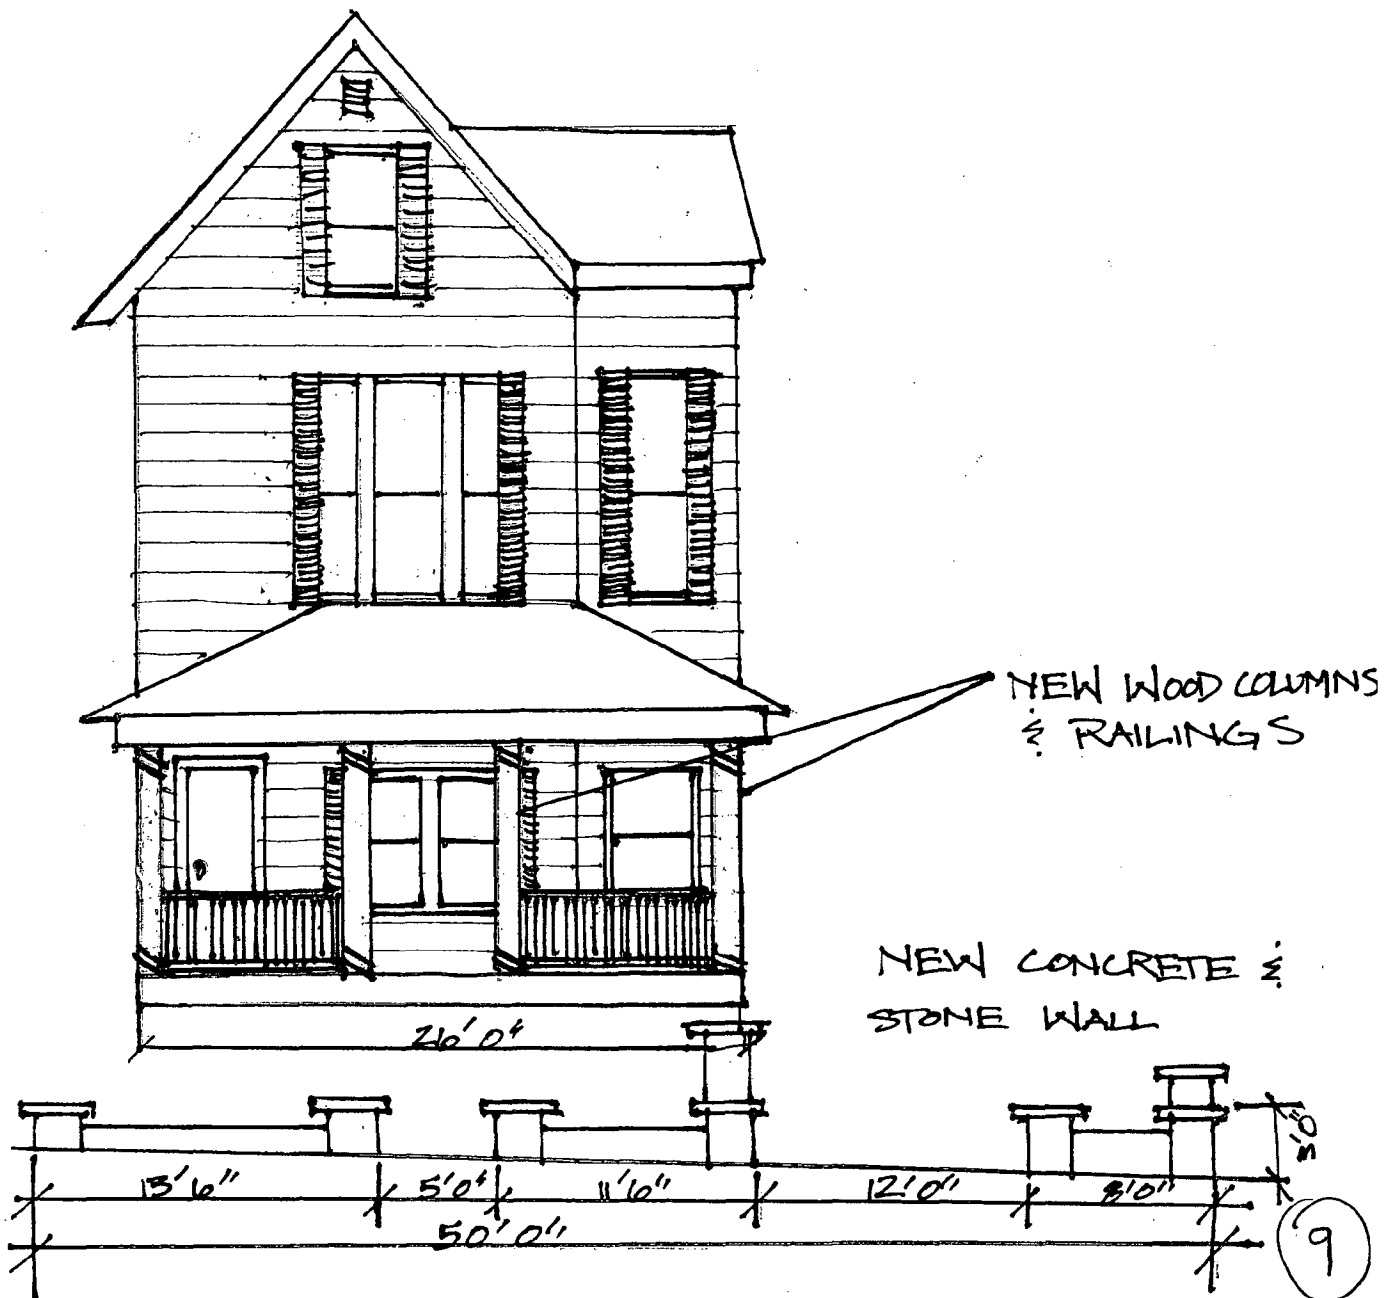 NEW WOOD COLUMNS
& RAILINGS
NEW CONCRETE &
STONE WALL
26'0"
3'0"
13'6" 5'0" 11'6" 12'0" 8'0"
50'0"
9